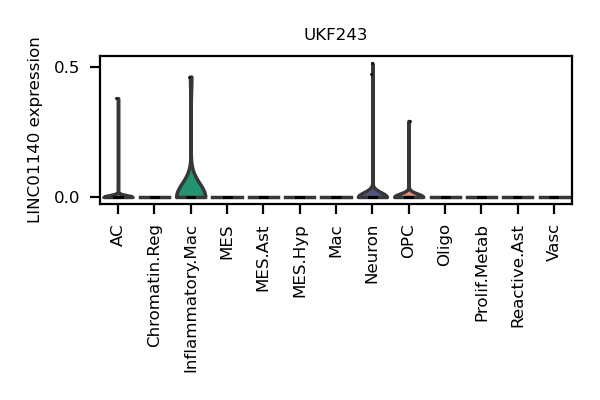 UKF243
LINC01140 expression
0.5
0.0
AC
Chromatin.Reg
Inflammatory.Mac
MES
MES.Ast
MES.Hyp
Mac
Neuron
OPC
Oligo
Prolif.Metab
Reactive.Ast
Vasc